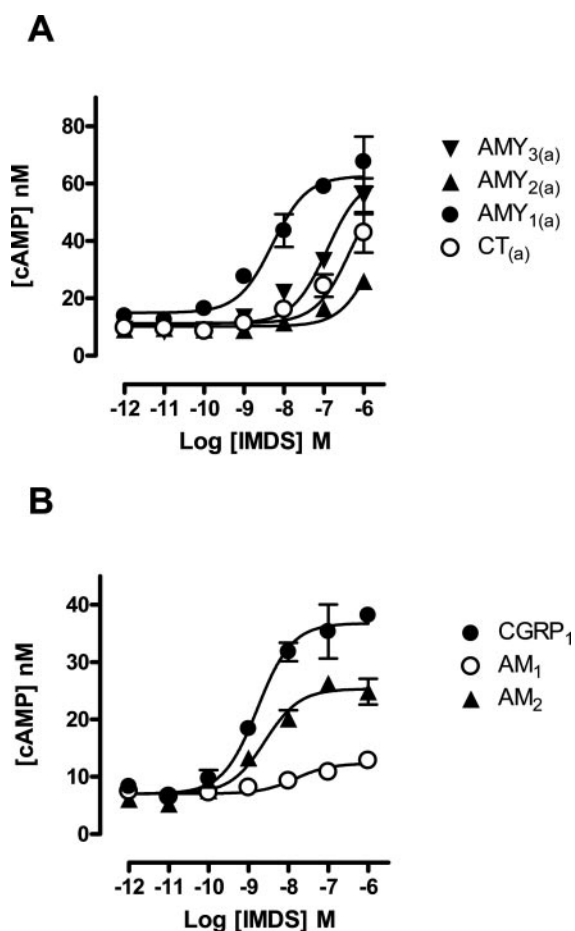 A
[cAMP] nM
80
60
40
20
0
-12 -11 -10 -9 -8 -7 -6
Log [IMDS] M
AMY3(a)
AMY2(a)
AMY1(a)
CT(a)
B
[cAMP] nM
40
30
20
10
0
-12 -11 -10 -9 -8 -7 -6
Log [IMDS] M
CGRP1
AM1
AM2